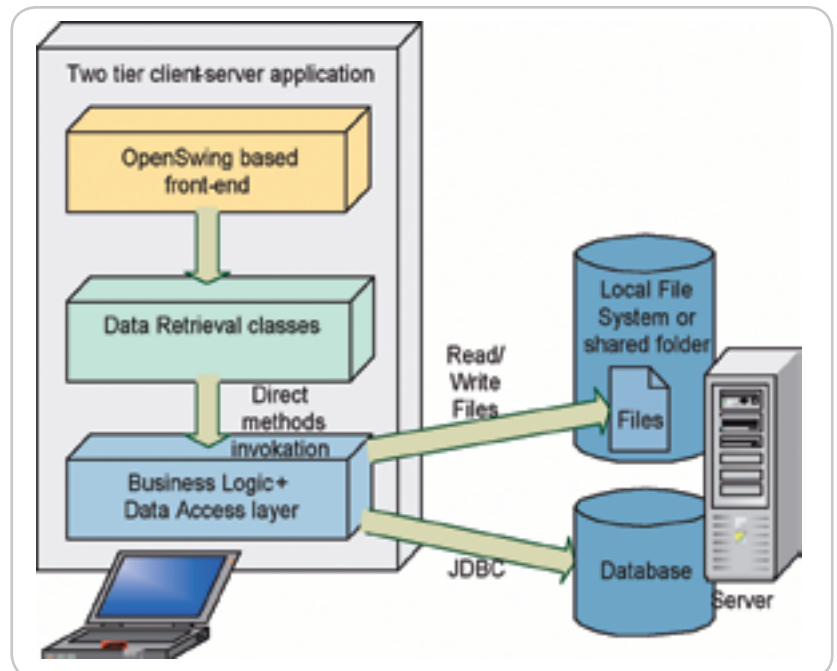 Two tier client-server application
OpenSwing based
front-end
Data Retrieval classes
Direct
methods
invokation
Business Logic+
Data Access layer
Read/
Write
Files
JDBC
Local File
System or
shared folder
Files
Database
Server